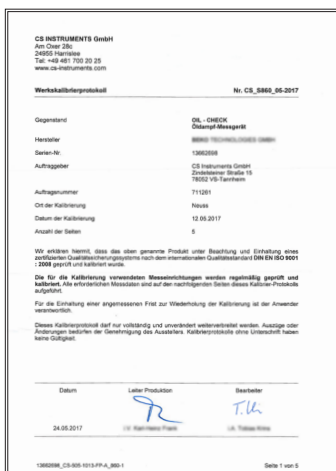 CS INSTRUMENTS GmbH
Am Oxer 28c
24955 Harrislee
Tel: +49 461 700 20 25
www.cs-instruments.com
Werkskalibrierprotokoll Nr. CS_5860_05-2017
Gegenstand OIL - CHECK
Öldampf-Messgerät
Hersteller
Serien-Nr. 13662598
Auftraggeber CS Instruments GmbH
Zindelsteiner Straße 15
78052 VS-Tannheim
Auftragsnummer 711261
Ort der Kalibrierung Neuss
Datum der Kalibrierung 12.05.2017
Anzahl der Seiten 5
Wir erklären hiermit, dass das oben genannte Produkt unter Beachtung und Einhaltung eines
zertifizierten Qualitätssicherungssystems nach dem internationalen Qualitätsstandard DIN EN ISO 9001
: 2008 geprüft und kalibriert wurde.
Die für die Kalibrierung verwendeten Messeinrichtungen werden regelmäßig geprüft und
kalibriert. Alle erforderlichen Messdaten sind auf den nachfolgenden Seiten dieses Kalibrier-Protokolls
aufgeführt.
Für die Einhaltung einer angemessenen Frist zur Wiederholung der Kalibrierung ist der Anwender
verantwortlich.
Dieses Kalibrierprotokoll darf nur vollständig und unverändert weiterverbreitet werden. Auszüge oder
Änderungen bedürfen der Genehmigung des Ausstellers. Kalibrierprotokolle ohne Unterschrift haben
keine Gültigkeit.
Datum Leiter Produktion Bearbeiter
24.05.2017
13662598_CS-505-1013-FP-A_860-1 Seite 1 von 5